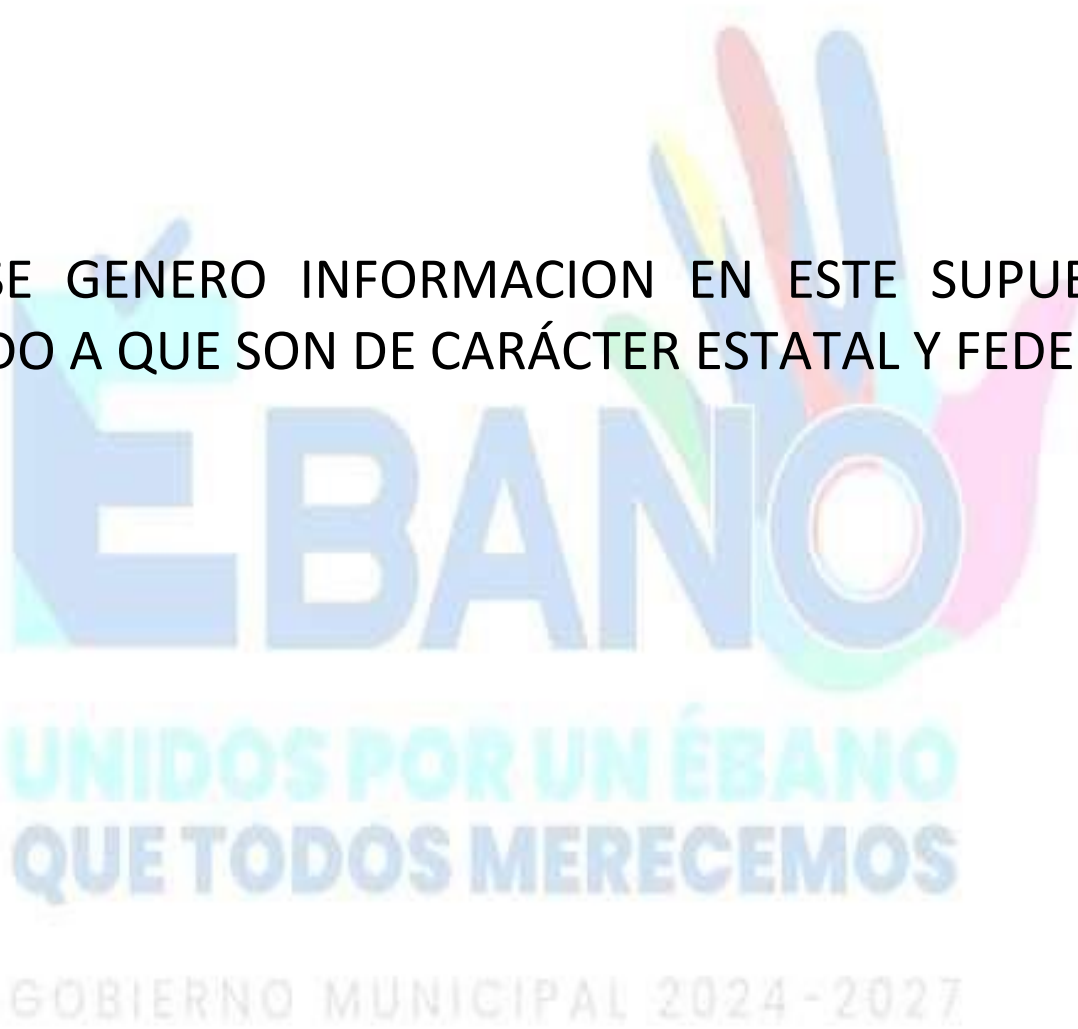 SE GENERO INFORMACION EN ESTE SUPUE
DO A QUE SON DE CARÁCTER ESTATAL Y FEDE
ÉBANO
UNIDOS POR UN ÉBANO
QUE TODOS MERECEMOS
GOBIERNO MUNICIPAL 2024-2027